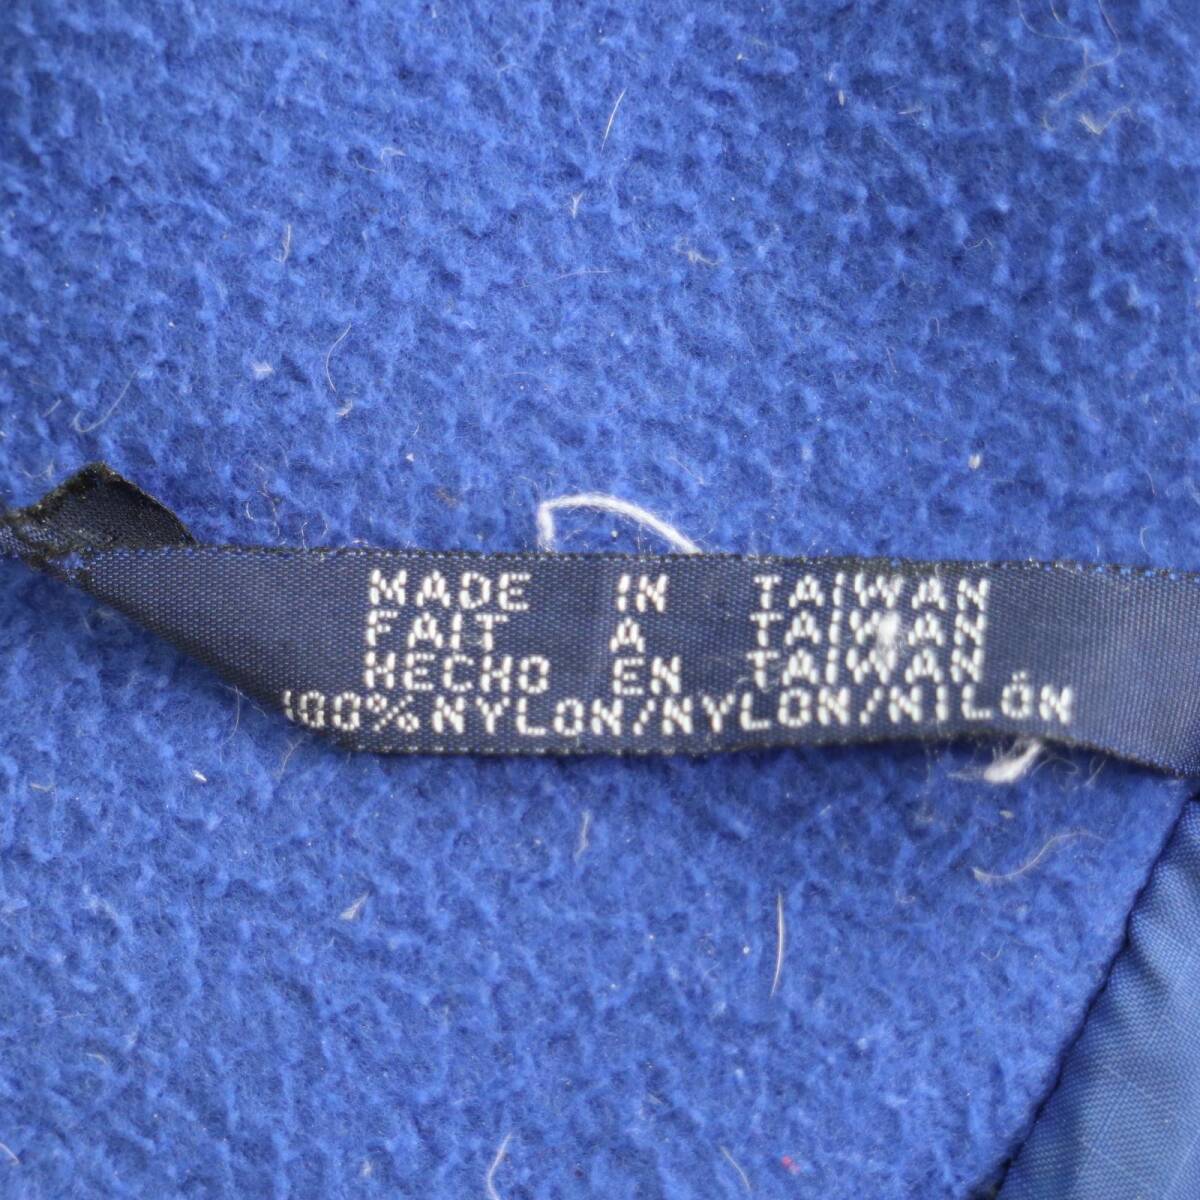 MADE IN TAIWAN
FAIT A TAIWAN
HECHO EN TAIWAN
100% NYLON/NYLON/NILÓN